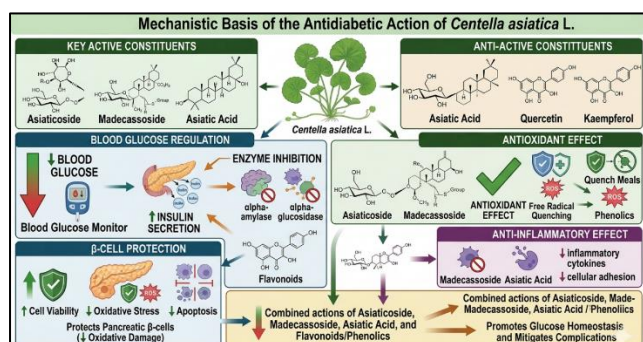 Mechanistic Basis of the Antidiabetic Action of Centella asiatica L.
KEY ACTIVE CONSTITUENTS
Asiaticoside
Madecassoside
Asiatic Acid
Centella asiatica L.
ANTI-ACTIVE CONSTITUENTS
Asiatic Acid
Quercetin
Kaempferol
BLOOD GLUCOSE REGULATION
↓ BLOOD
GLUCOSE
Blood Glucose Monitor
↑ INSULIN
SECRETION
ENZYME INHIBITION
alpha-
amylase
alpha-
glucosidase
Flavonoids
ANTIOXIDANT EFFECT
Asiaticoside
Madecassoside
ANTIOXIDANT
EFFECT
Free Radical
Quenching
Quench Meals
ROS
ROS
Phenolics
β-CELL PROTECTION
↑ Cell Viability
ROS
↓ Oxidative Stress
↓ Apoptosis
Protects Pancreatic β-cells
(↓ Oxidative Damage)
ANTI-INFLAMMATORY EFFECT
Madecassoside
Asiatic Acid
↓ inflammatory
cytokines
↓ cellular adhesion
Combined actions of Asiaticoside,
Madecassoside, Asiatic Acid, and
Flavonoids/Phenolics
Combined actions of Asiaticoside, Made-
Madecassoside, Asiatic Acid / Phenoliics
Promotes Glucose Homeostasis
and Mitigates Complications